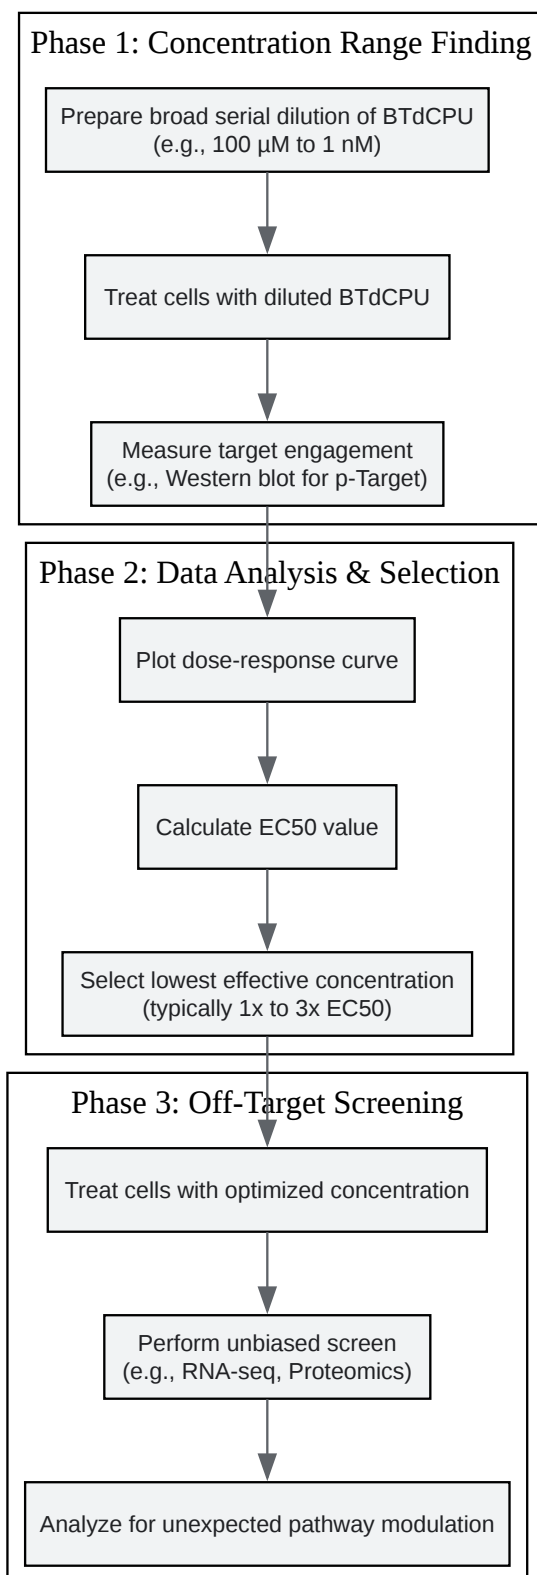 Phase 1: Concentration Range Finding
Prepare broad serial dilution of BTdCPU
(e.g., 100 µM to 1 nM)
Treat cells with diluted BTdCPU
Measure target engagement
(e.g., Western blot for p-Target)
Phase 2: Data Analysis & Selection
Plot dose-response curve
Calculate EC50 value
Select lowest effective concentration
(typically 1x to 3x EC50)
Phase 3: Off-Target Screening
Treat cells with optimized concentration
Perform unbiased screen
(e.g., RNA-seq, Proteomics)
Analyze for unexpected pathway modulation